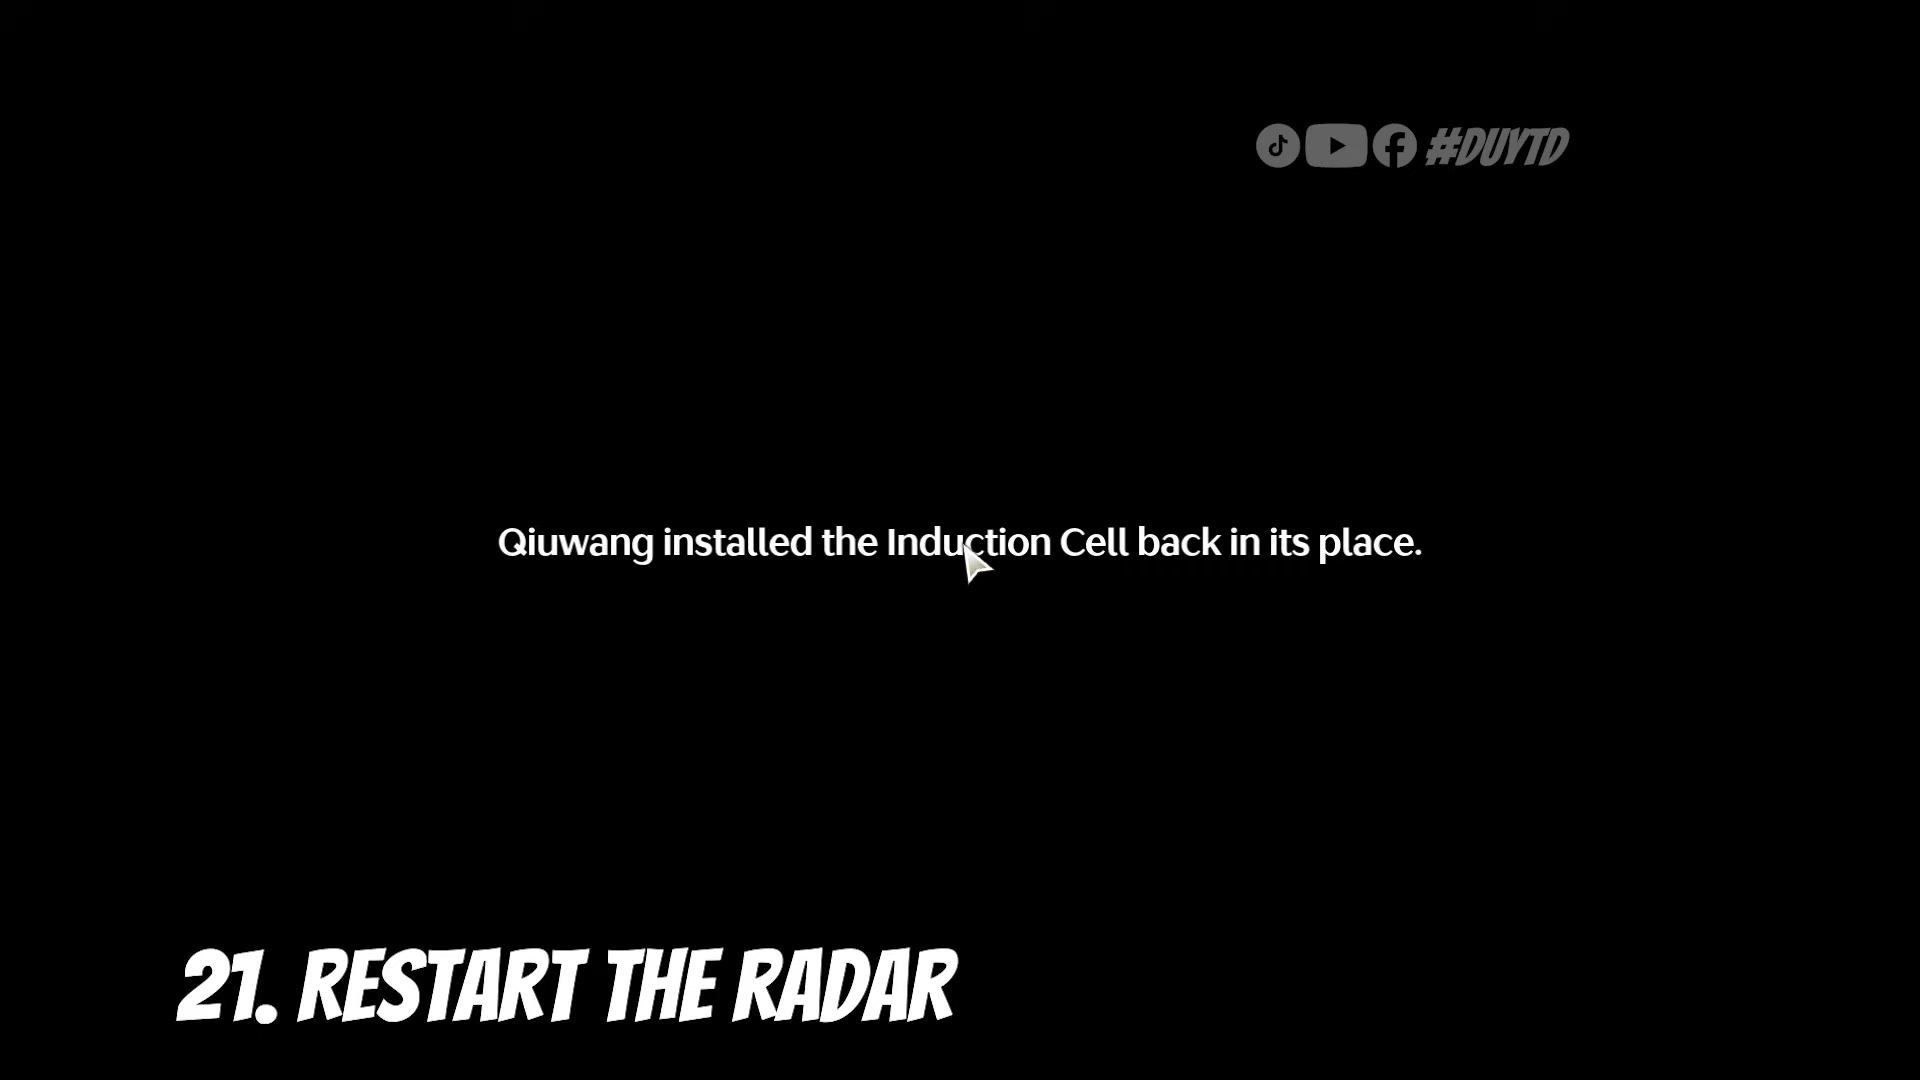 #DUYTD
Qiuwang installed the Induction Cell back in its place.
21. RESTART THE RADAR